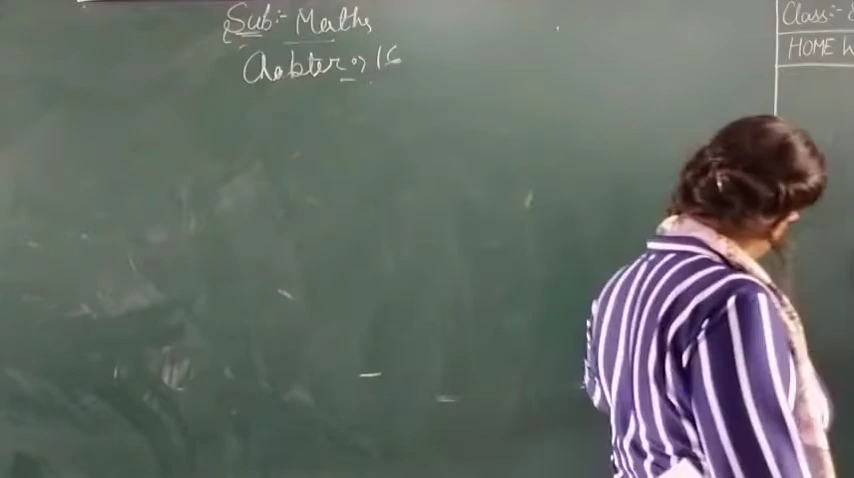 Sub:- Maths
Chapter → 16
Class:-
HOME